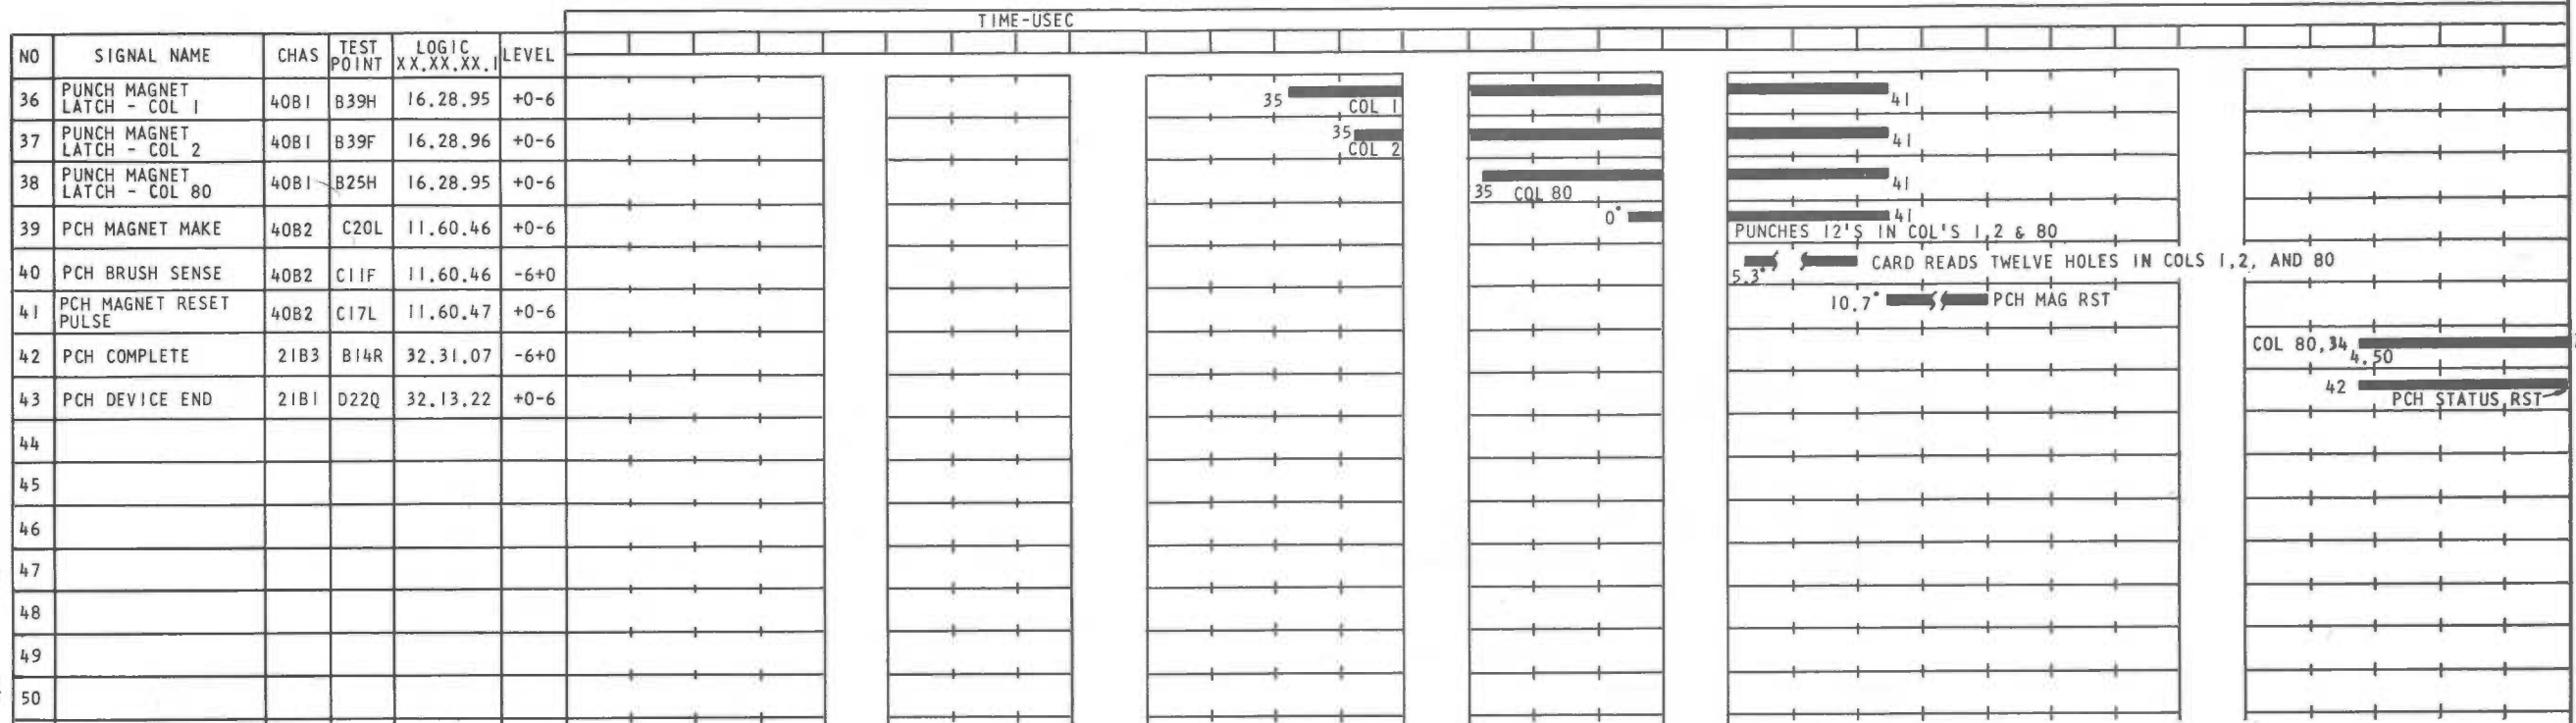 TIME-USEC
NO SIGNAL NAME CHAS TEST POINT LOGIC XX.XX.XX.I LEVEL
36 PUNCH MAGNET LATCH - COL 1 40B1 B39H 16.28.95 +0-6 35 COL 1 41
37 PUNCH MAGNET LATCH - COL 2 40B1 B39F 16.28.96 +0-6 35 COL 2 41
38 PUNCH MAGNET LATCH - COL 80 40B1 B25H 16.28.95 +0-6 35 COL 80 41
39 PCH MAGNET MAKE 40B2 C20L 11.60.46 +0-6 0° 41
PUNCHES 12'S IN COL'S 1,2 & 80
40 PCH BRUSH SENSE 40B2 C11F 11.60.46 -6+0 5.3° CARD READS TWELVE HOLES IN COLS 1,2, AND 80
41 PCH MAGNET RESET PULSE 40B2 C17L 11.60.47 +0-6 10.7° PCH MAG RST
42 PCH COMPLETE 21B3 B14R 32.31.07 -6+0 COL 80,34 4.50
43 PCH DEVICE END 21B1 D22Q 32.13.22 +0-6 42 PCH STATUS RST
44
45
46
47
48
49
50